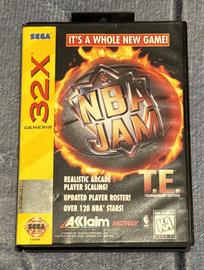 SEGA
IT'S A WHOLE NEW GAME!
GENESIS 32X
NBA
JAM
T.E.
TOURNAMENT EDITION
REALISTIC ARCADE
PLAYER SCALING!
UPDATED PLAYER ROSTER!
OVER 120 NBA STARS!
AKlaim
MIDWAY
SEGA